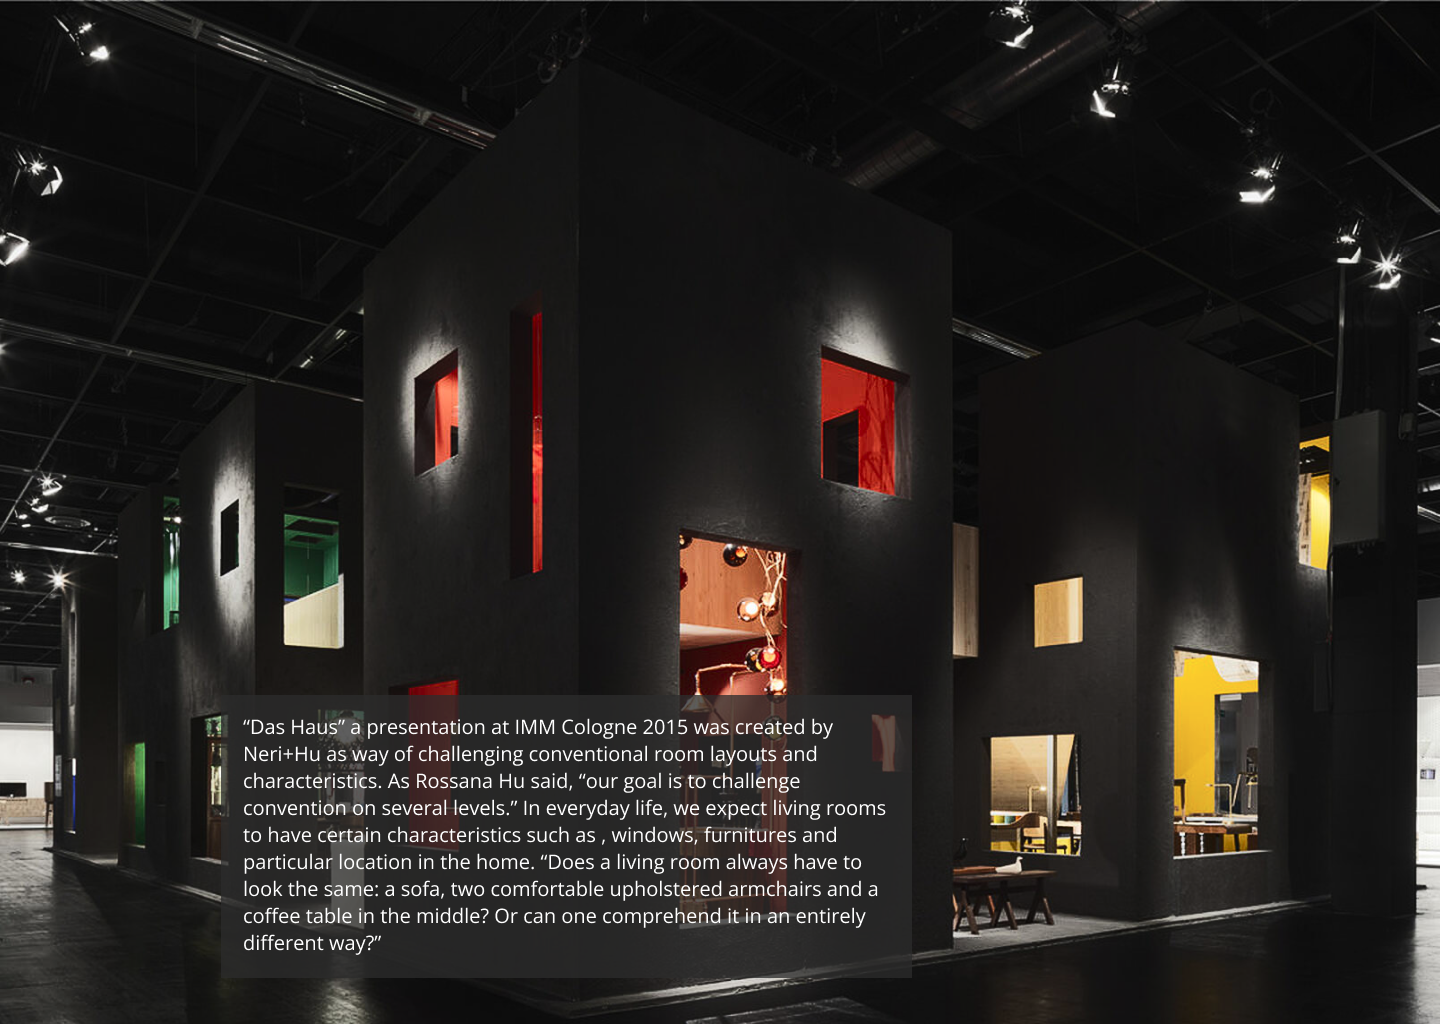 “Das Haus” a presentation at IMM Cologne 2015 was created by
Neri+Hu as way of challenging conventional room layouts and
characteristics. As Rossana Hu said, “our goal is to challenge
convention on several levels.” In everyday life, we expect living rooms
to have certain characteristics such as , windows, furnitures and
particular location in the home. “Does a living room always have to
look the same: a sofa, two comfortable upholstered armchairs and a
coffee table in the middle? Or can one comprehend it in an entirely
different way?”